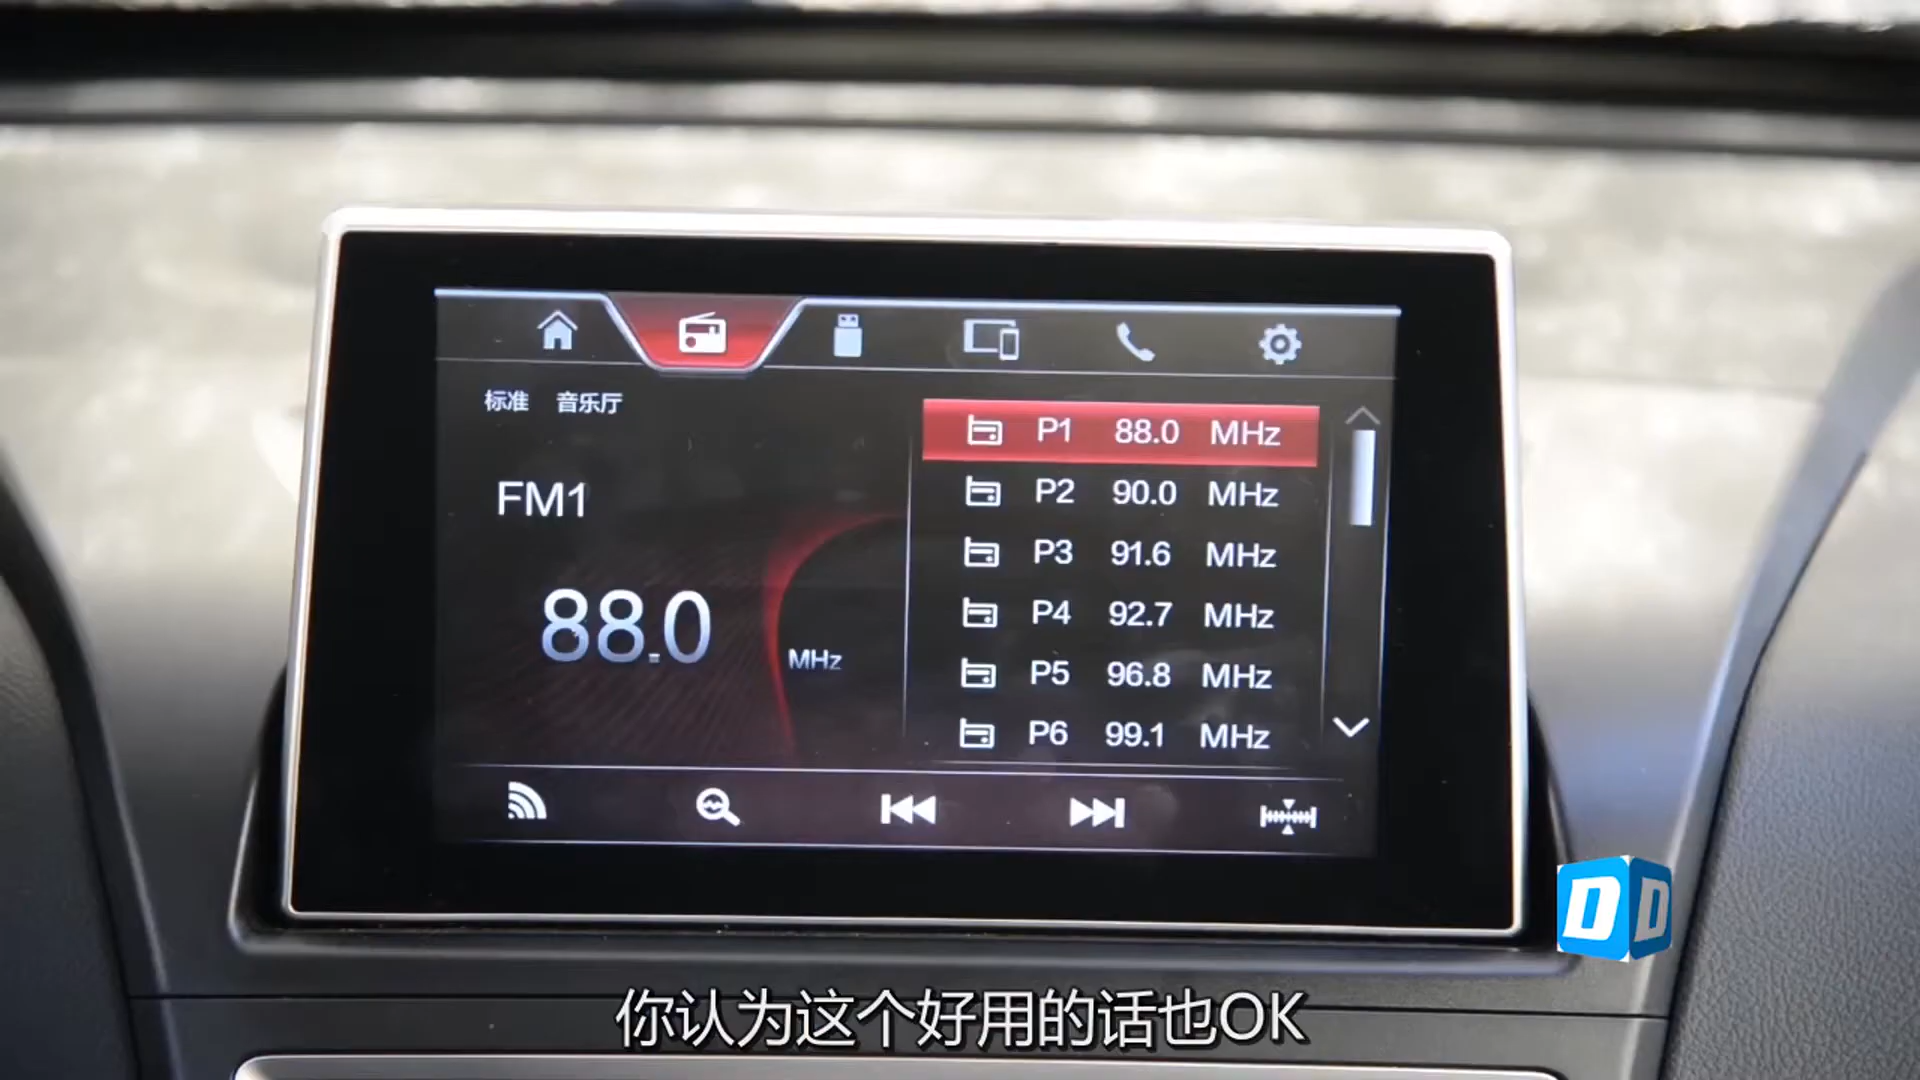 标准 音乐厅
FM1
88.0 MHz
P1 88.0 MHz
P2 90.0 MHz
P3 91.6 MHz
P4 92.7 MHz
P5 96.8 MHz
P6 99.1 MHz
DD
你认为这个好用的话也OK